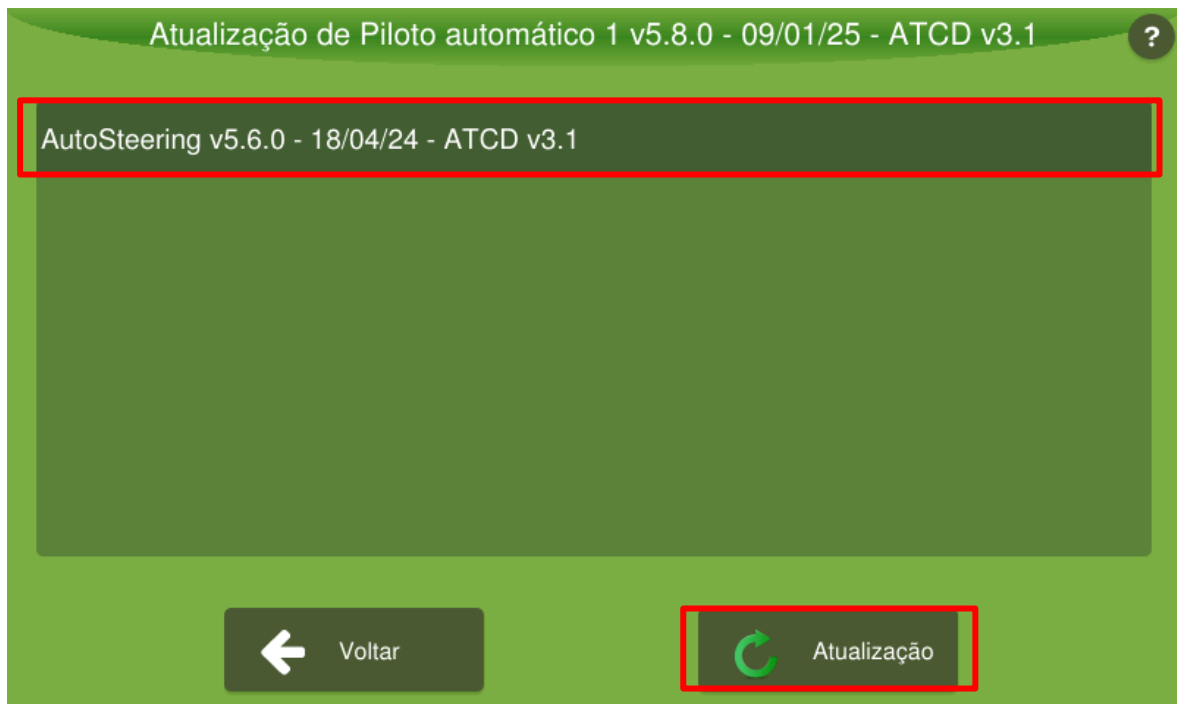 Atualização de Piloto automático 1 v5.8.0 - 09/01/25 - ATCD v3.1
?
AutoSteering v5.6.0 - 18/04/24 - ATCD v3.1
Voltar
Atualização